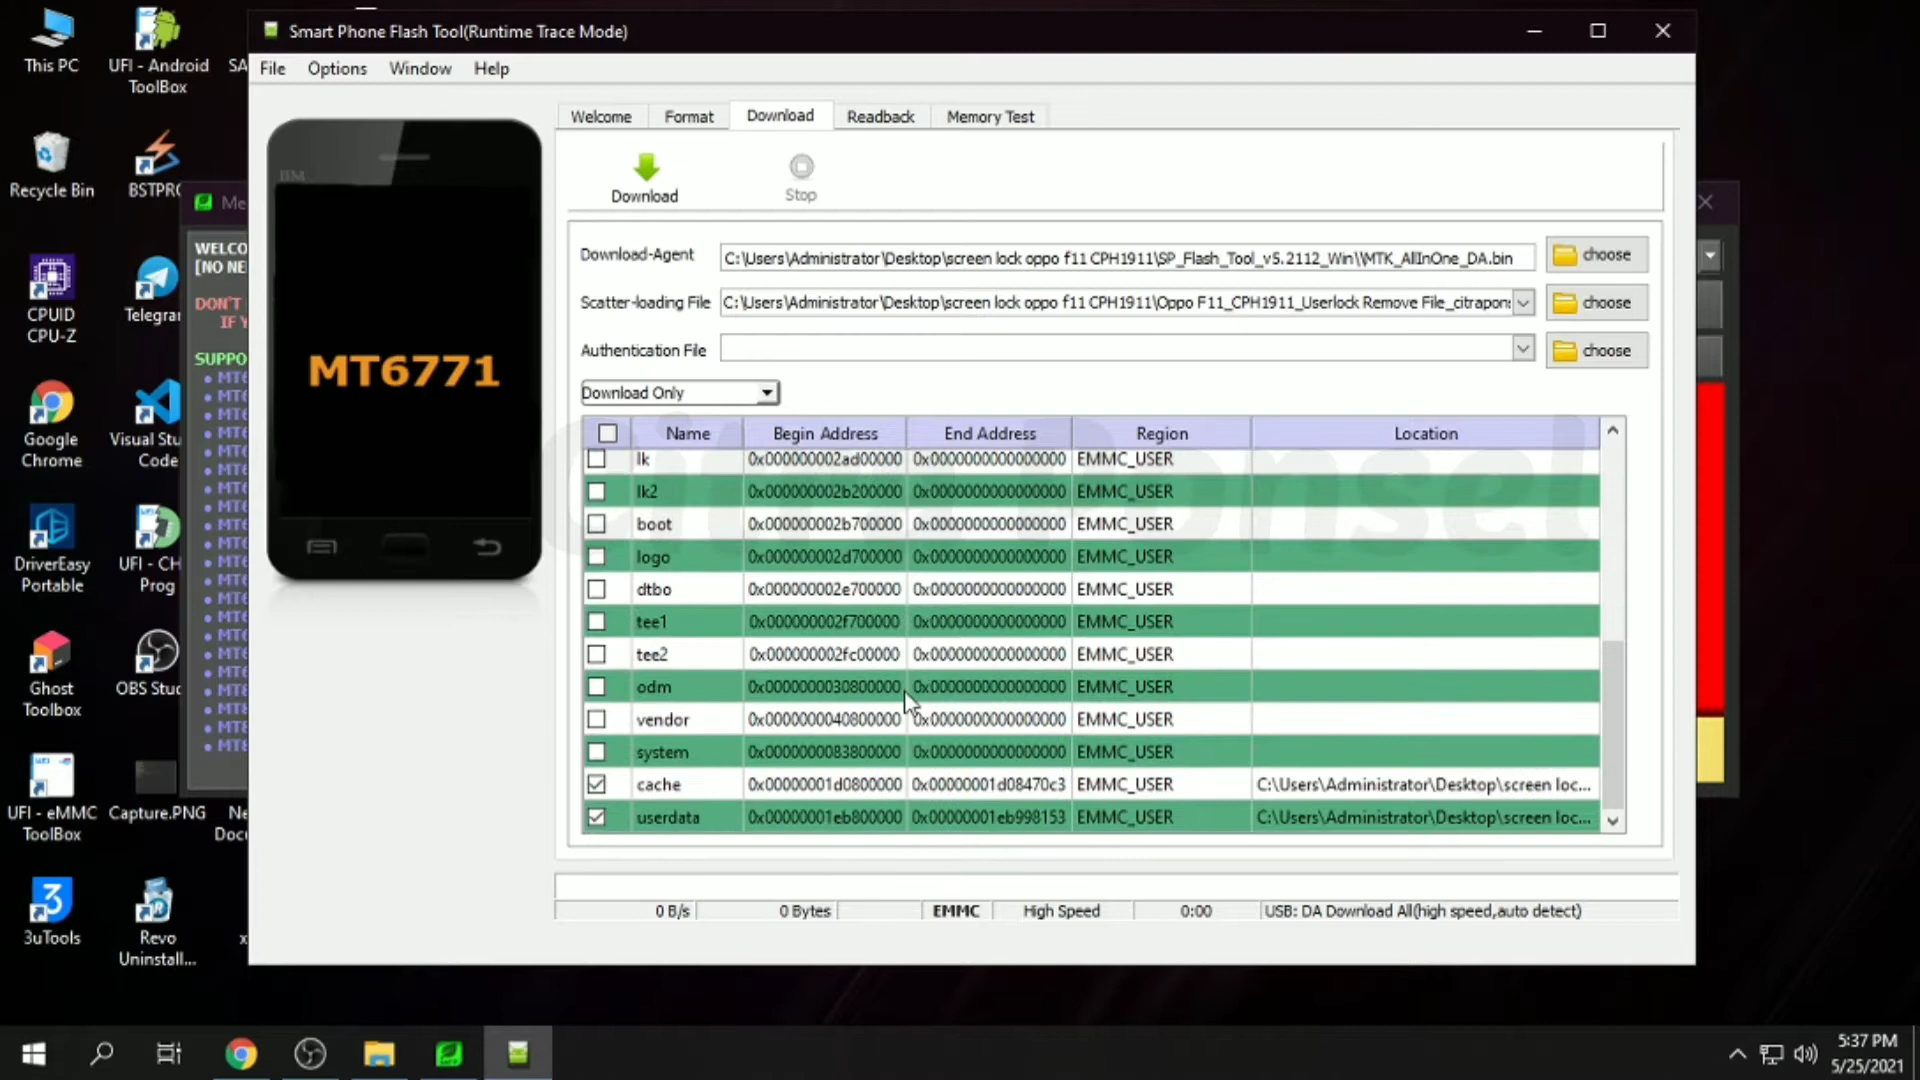 This PC
UFI - Android
ToolBox
Recycle Bin
CPUID
CPU-Z
Google
Chrome
Code
DriverEasy
Portable
Prog
Ghost
Toolbox
UFI - eMMC
ToolBox
Capture.PNG
3uTools
Revo
Uninstall...
Smart Phone Flash Tool(Runtime Trace Mode)
File Options Window Help
Welcome Format Download Readback Memory Test
Download Stop
MT6771
Download-Agent C:\Users\Administrator\Desktop\screen lock oppo f11 CPH1911\SP_Flash_Tool_v5.2112_Win\\MTK_AllInOne_DA.bin choose
Scatter-loading File C:\Users\Administrator\Desktop\screen lock oppo f11 CPH1911\Oppo F11_CPH1911_Userlock Remove File_citrapon choose
Authentication File choose
Download Only
Name Begin Address End Address Region Location
lk 0x000000002ad00000 0x0000000000000000 EMMC_USER
lk2 0x000000002b200000 0x0000000000000000 EMMC_USER
boot 0x000000002b700000 0x0000000000000000 EMMC_USER
logo 0x000000002d700000 0x0000000000000000 EMMC_USER
dtbo 0x000000002e700000 0x0000000000000000 EMMC_USER
tee1 0x000000002f700000 0x0000000000000000 EMMC_USER
tee2 0x000000002fc00000 0x0000000000000000 EMMC_USER
odm 0x0000000030800000 0x0000000000000000 EMMC_USER
vendor 0x0000000040800000 0x0000000000000000 EMMC_USER
system 0x0000000083800000 0x0000000000000000 EMMC_USER
cache 0x00000001d0800000 0x00000001d08470c3 EMMC_USER C:\Users\Administrator\Desktop\screen loc...
userdata 0x00000001eb800000 0x00000001eb998153 EMMC_USER C:\Users\Administrator\Desktop\screen loc...
Citra Ponsel
0 B/s 0 Bytes EMMC High Speed 0:00 USB: DA Download All(high speed,auto detect)
5:37 PM
5/25/2021